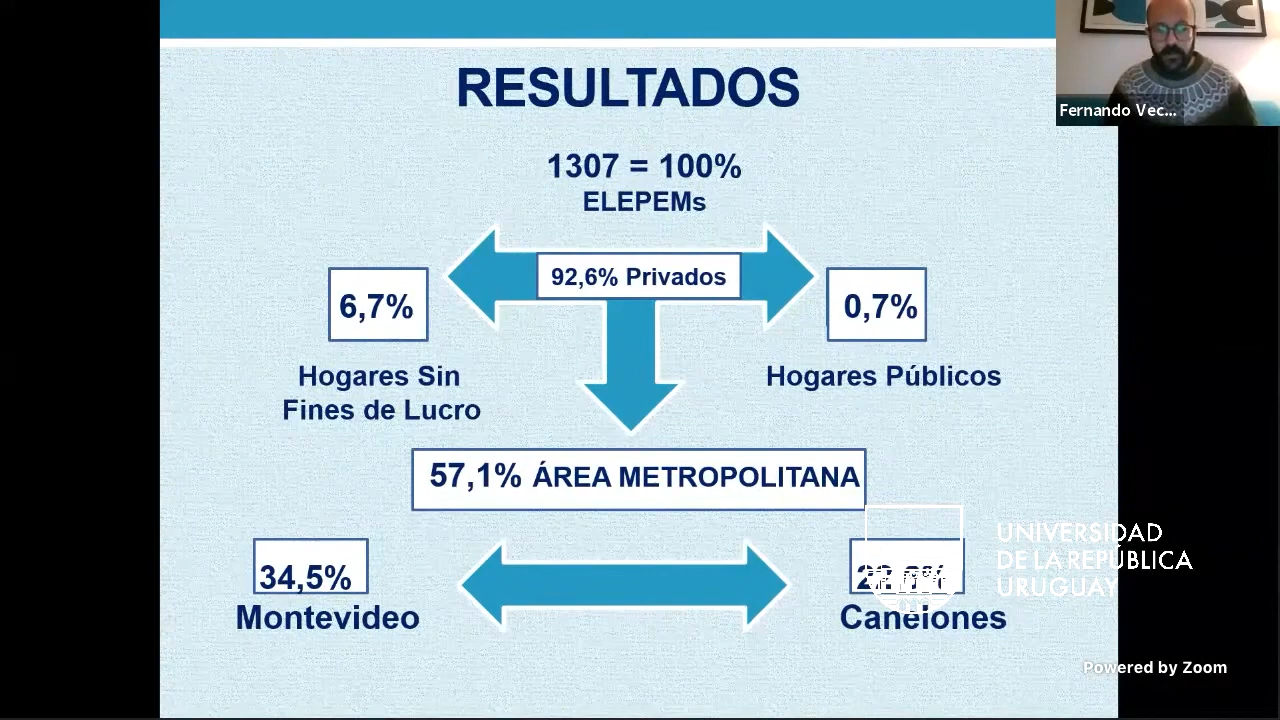 RESULTADOS
Fernando Vec...
1307 = 100%
ELEPEMs
92,6% Privados
6,7%
0,7%
Hogares Sin
Fines de Lucro
Hogares Públicos
57,1% ÁREA METROPOLITANA
34,5%
Montevideo
Canelones
UNIVERSIDAD
DE LA REPÚBLICA
URUGUAY
Powered by Zoom